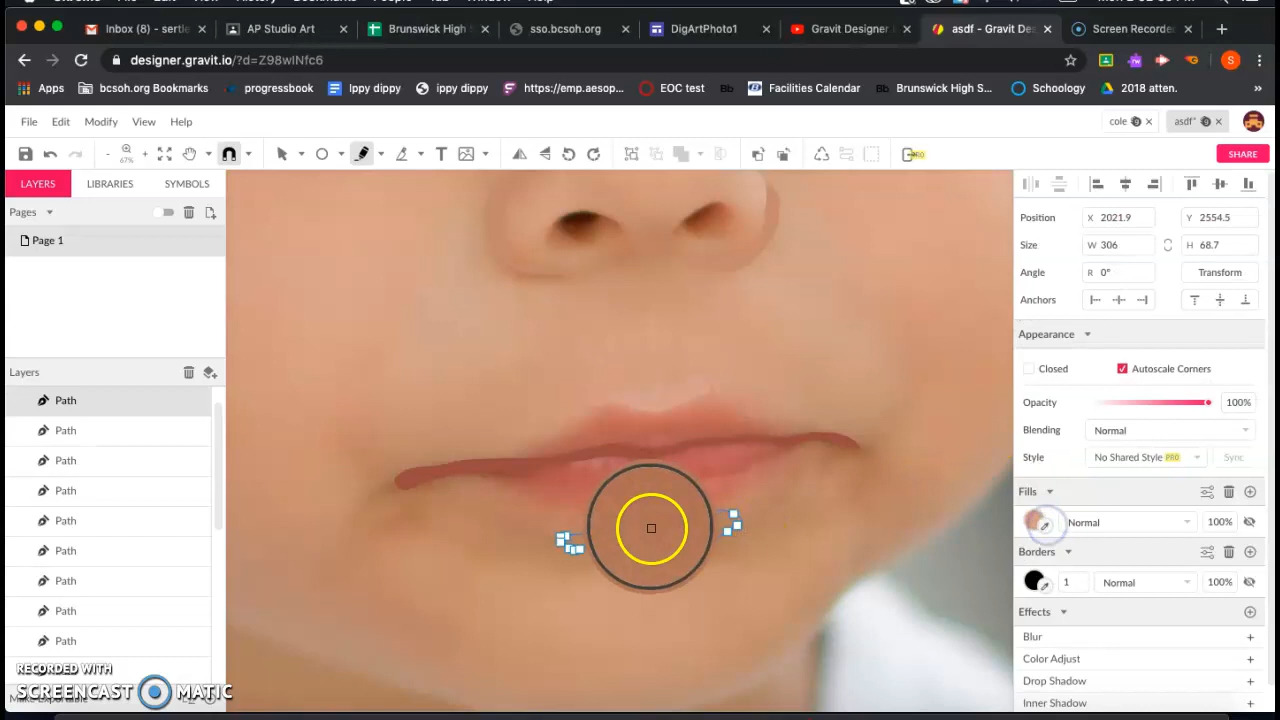 Inbox (8) - sertle
AP Studio Art
Brunswick High S
sso.bcsoh.org
DigArtPhoto1
Gravit Designer
asdf - Gravit De
Screen Recorder
designer.gravit.io/?d=Z98wINfc6
Apps
bcsoh.org Bookmarks
progressbook
Ippy dippy
ippy dippy
https://emp.aesop...
EOC test
Bb
Facilities Calendar
Bb
Brunswick High S...
Schoology
2018 atten.
»
File Edit Modify View Help
cole
asdf*
67%
PRO
SHARE
LAYERS LIBRARIES SYMBOLS
Pages
Page 1
Layers
Path
Path
Path
Path
Path
Path
Path
Path
Path
RECORDED WITH
SCREENCAST MATIC
Position X 2021.9 Y 2554.5
Size W 306 H 68.7
Angle R 0° Transform
Anchors
Appearance
Closed Autoscale Corners
Opacity 100%
Blending Normal
Style No Shared Style PRO Sync
Fills
Normal 100%
Borders
1 Normal 100%
Effects
Blur
Color Adjust
Drop Shadow
Inner Shadow